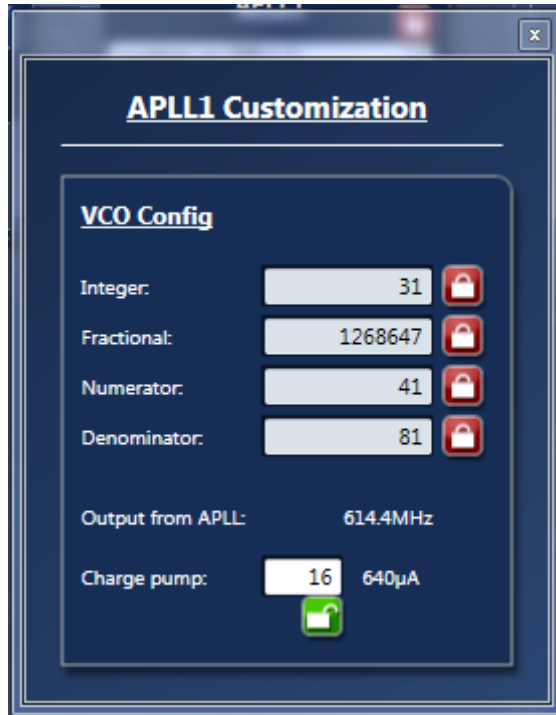 x
APLL1 Customization
VCO Config
Integer: 31
Fractional: 1268647
Numerator: 41
Denominator: 81
Output from APLL: 614.4MHz
Charge pump: 16 640µA